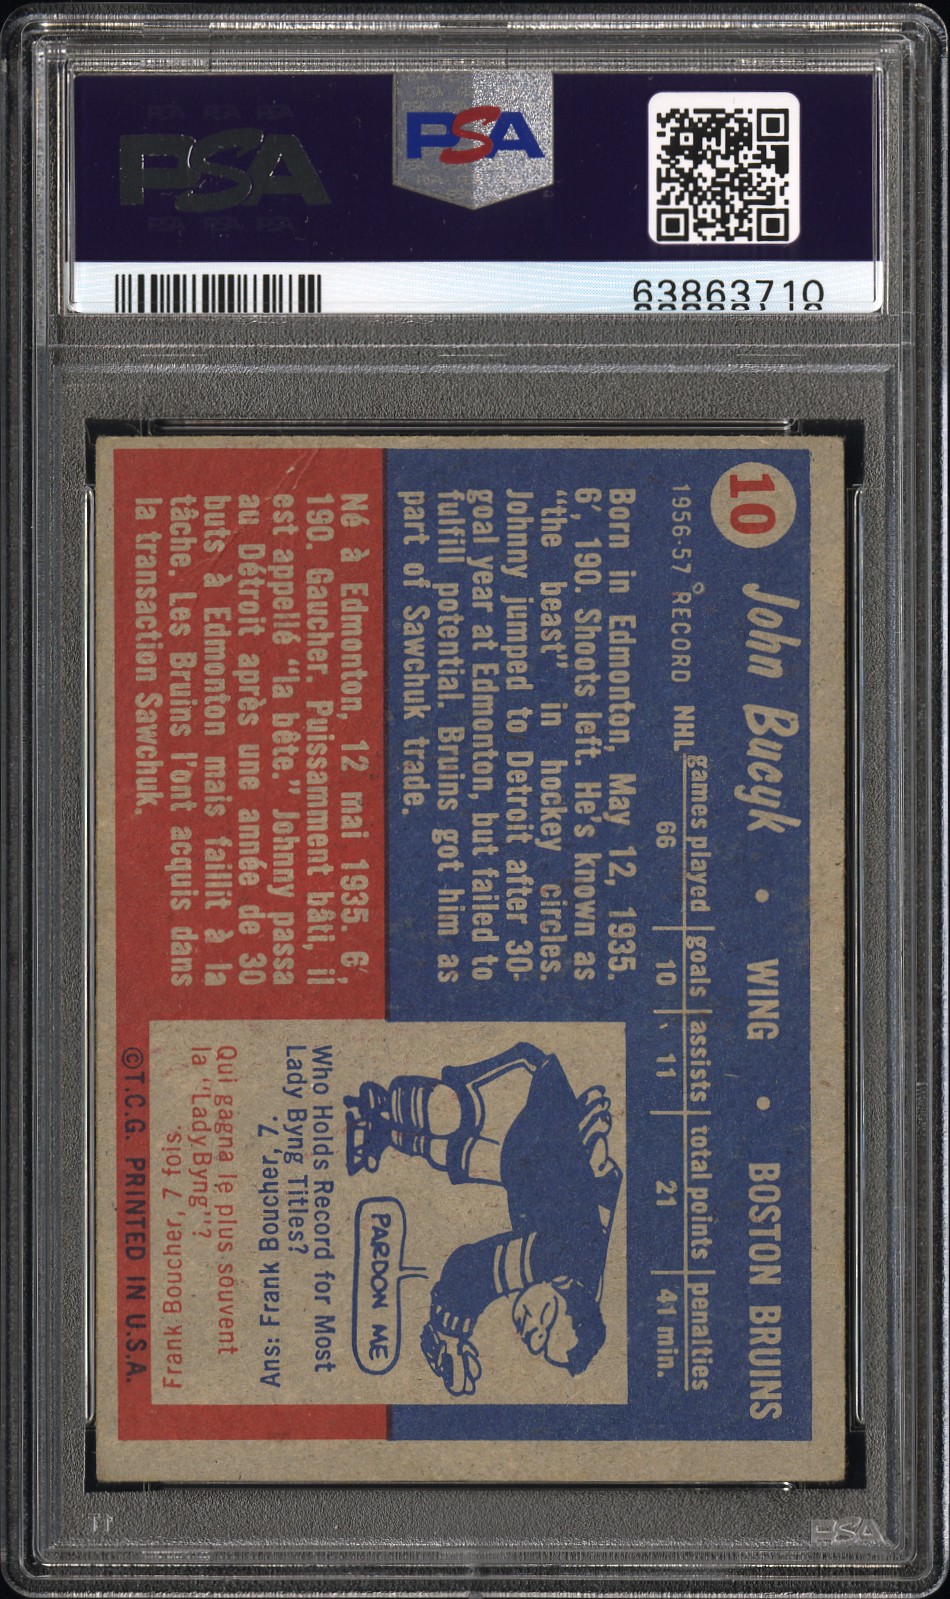 PSA
PSA
63863710
10
John Bucyk • WING • BOSTON BRUINS
games played goals assists total points penalties
1956-57 RECORD NHL 66 10 11 21 41 min.
Born in Edmonton, May 12, 1935.
6', 190. Shoots left. He's known as
"the beast" in hockey circles.
Johnny jumped to Detroit after 30-
goal year at Edmonton, but failed to
fulfill potential. Bruins got him as
part of Sawchuk trade.
Né à Edmonton, 12 mai 1935. 6',
190. Gaucher. Puissamment bâti, il
est appellé "la bête." Johnny passa
au Détroit après une année de 30
buts à Edmonton mais faillit à la
tâche. Les Bruins l'ont acquis dans
la transaction Sawchuk.
PARDON ME
Who Holds Record for Most
Lady Byng Titles?
Ans: Frank Boucher, 7.
Qui gagna le plus souvent
la "Lady Byng"?
Frank Boucher, 7 fois.
©T.C.G. PRINTED IN U.S.A.
PSA